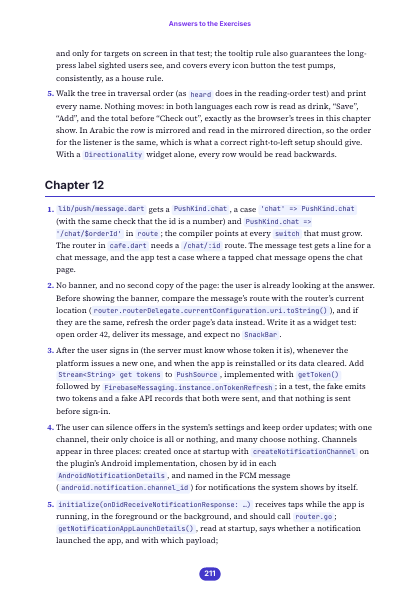 Answers to the Exercises
and only for targets on screen in that test; the tooltip rule also guarantees the long-
press label sighted users see, and covers every icon button the test pumps,
consistently, as a house rule.
5. Walk the tree in traversal order (as heard does in the reading-order test) and print
every name. Nothing moves: in both languages each row is read as drink, “Save”,
“Add”, and the total before “Check out”, exactly as the browser’s trees in this chapter
show. In Arabic the row is mirrored and read in the mirrored direction, so the order
for the listener is the same, which is what a correct right-to-left setup should give.
With a Directionality widget alone, every row would be read backwards.
Chapter 12
1. lib/push/message.dart gets a PushKind.chat, a case 'chat' => PushKind.chat
(with the same check that the id is a number) and PushKind.chat =>
'/chat/$orderId' in route; the compiler points at every switch that must grow.
The router in cafe.dart needs a /chat/:id route. The message test gets a line for a
chat message, and the app test a case where a tapped chat message opens the chat
page.
2. No banner, and no second copy of the page: the user is already looking at the answer.
Before showing the banner, compare the message’s route with the router’s current
location (router.routerDelegate.currentConfiguration.uri.toString()), and if
they are the same, refresh the order page’s data instead. Write it as a widget test:
open order 42, deliver its message, and expect no SnackBar.
3. After the user signs in (the server must know whose token it is), whenever the
platform issues a new one, and when the app is reinstalled or its data cleared. Add
Stream<String> get tokens to PushSource, implemented with getToken()
followed by FirebaseMessaging.instance.onTokenRefresh; in a test, the fake emits
two tokens and a fake API records that both were sent, and that nothing is sent
before sign-in.
4. The user can silence offers in the system’s settings and keep order updates; with one
channel, their only choice is all or nothing, and many choose nothing. Channels
appear in three places: created once at startup with createNotificationChannel on
the plugin’s Android implementation, chosen by id in each
AndroidNotificationDetails, and named in the FCM message
(android.notification.channel_id) for notifications the system shows by itself.
5. initialize(onDidReceiveNotificationResponse: …) receives taps while the app is
running, in the foreground or the background, and should call router.go;
getNotificationAppLaunchDetails(), read at startup, says whether a notification
launched the app, and with which payload;
211